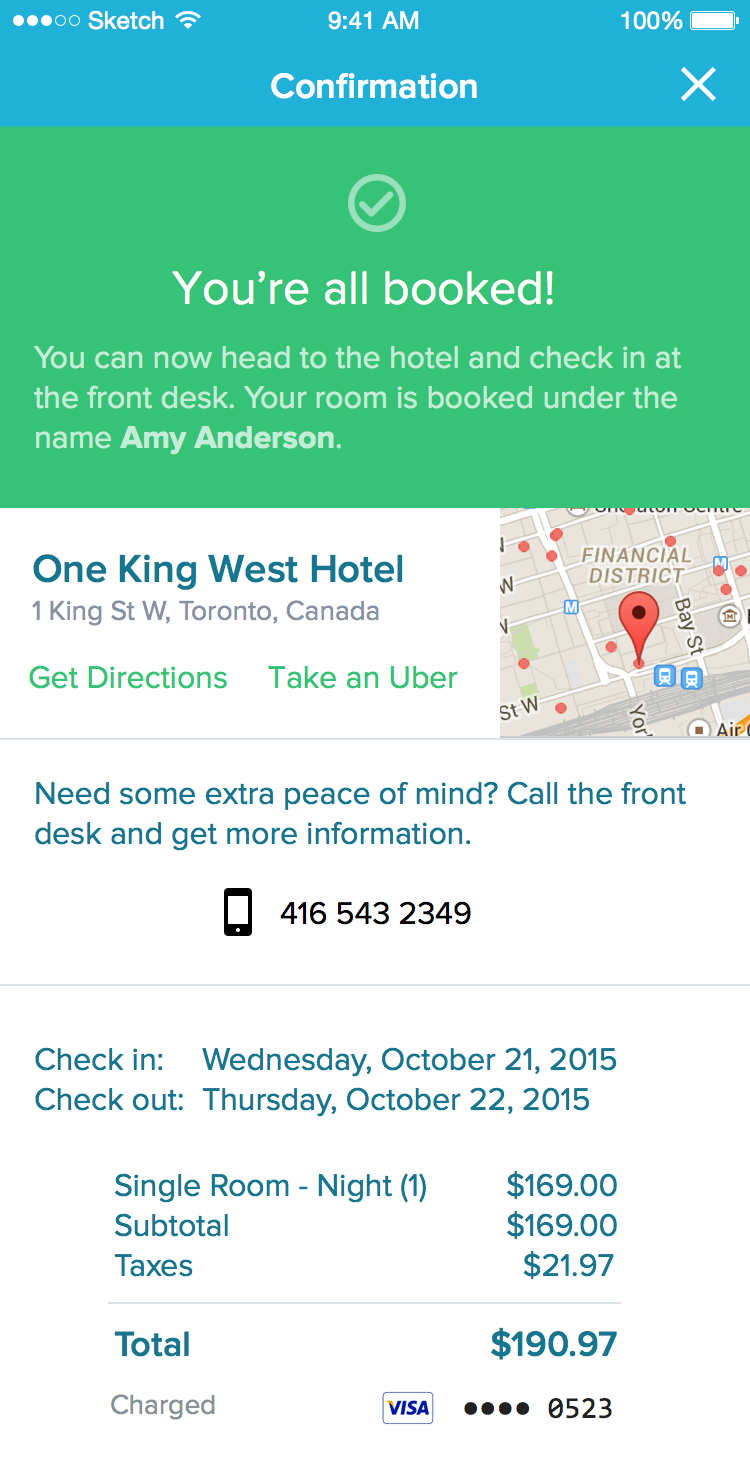 ●●●○○ Sketch 9:41 AM 100%
Confirmation
You’re all booked!
You can now head to the hotel and check in at
the front desk. Your room is booked under the
name Amy Anderson.
One King West Hotel
1 King St W, Toronto, Canada
Get Directions Take an Uber
FINANCIAL
DISTRICT
M
M
Bay St
St W
Need some extra peace of mind? Call the front
desk and get more information.
416 543 2349
Check in: Wednesday, October 21, 2015
Check out: Thursday, October 22, 2015
Single Room - Night (1) $169.00
Subtotal $169.00
Taxes $21.97
Total $190.97
Charged VISA ●●●● 0523